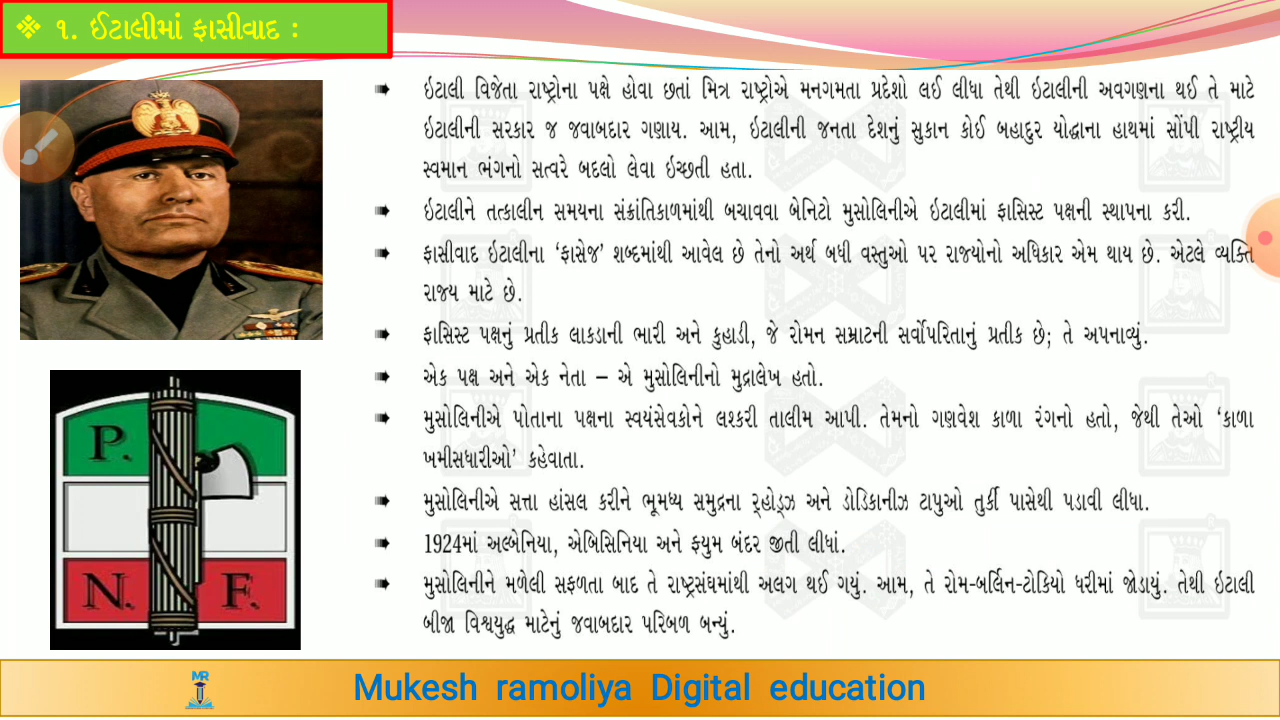 ❖ ૧. ઈટાલીમાં ફાસીવાદ :
➠ ઇટાલી વિજેતા રાષ્ટ્રોના પક્ષે હોવા છતાં મિત્ર રાષ્ટ્રોએ મનગમતા પ્રદેશો લઈ લીધા તેથી ઇટાલીની અવગણના થઈ તે માટે
ઇટાલીની સરકાર જ જવાબદાર ગણાય. આમ, ઇટાલીની જનતા દેશનું સુકાન કોઈ બહાદુર યોદ્ધાના હાથમાં સોંપી રાષ્ટ્રીય
સ્વમાન ભંગનો સત્વરે બદલો લેવા ઇચ્છતી હતા.
➠ ઇટાલીને તત્કાલીન સમયના સંક્રાંતિકાળમાંથી બચાવવા બેનિટો મુસોલિનીએ ઇટાલીમાં ફાસિસ્ટ પક્ષની સ્થાપના કરી.
➠ ફાસીવાદ ઇટાલીના ‘ફાસેજ’ શબ્દમાંથી આવેલ છે તેનો અર્થ બધી વસ્તુઓ પર રાજ્યોનો અધિકાર એમ થાય છે. એટલે વ્યક્તિ
રાજ્ય માટે છે.
➠ ફાસિસ્ટ પક્ષનું પ્રતીક લાકડાની ભારી અને કુહાડી, જે રોમન સમ્રાટની સર્વોપરિતાનું પ્રતીક છે; તે અપનાવ્યું.
➠ એક પક્ષ અને એક નેતા – એ મુસોલિનીનો મુદ્રાલેખ હતો.
➠ મુસોલિનીએ પોતાના પક્ષના સ્વયંસેવકોને લશ્કરી તાલીમ આપી. તેમનો ગણવેશ કાળા રંગનો હતો, જેથી તેઓ ‘કાળા
ખમીસધારીઓ’ કહેવાતા.
➠ મુસોલિનીએ સત્તા હાંસલ કરીને ભૂમધ્ય સમુદ્રના ર્‌હોડ્ઝ અને ડોડિકાનીઝ ટાપુઓ તુર્કી પાસેથી પડાવી લીધા.
➠ 1924માં અલ્બેનિયા, એબિસિનિયા અને ફ્યુમ બંદર જીતી લીધાં.
➠ મુસોલિનીને મળેલી સફળતા બાદ તે રાષ્ટ્રસંઘમાંથી અલગ થઈ ગયું. આમ, તે રોમ-બર્લિન-ટોકિયો ધરીમાં જોડાયું. તેથી ઇટાલી
બીજા વિશ્વયુદ્ધ માટેનું જવાબદાર પરિબળ બન્યું.
P.
N. F.
MR
Mukesh ramoliya Digital education